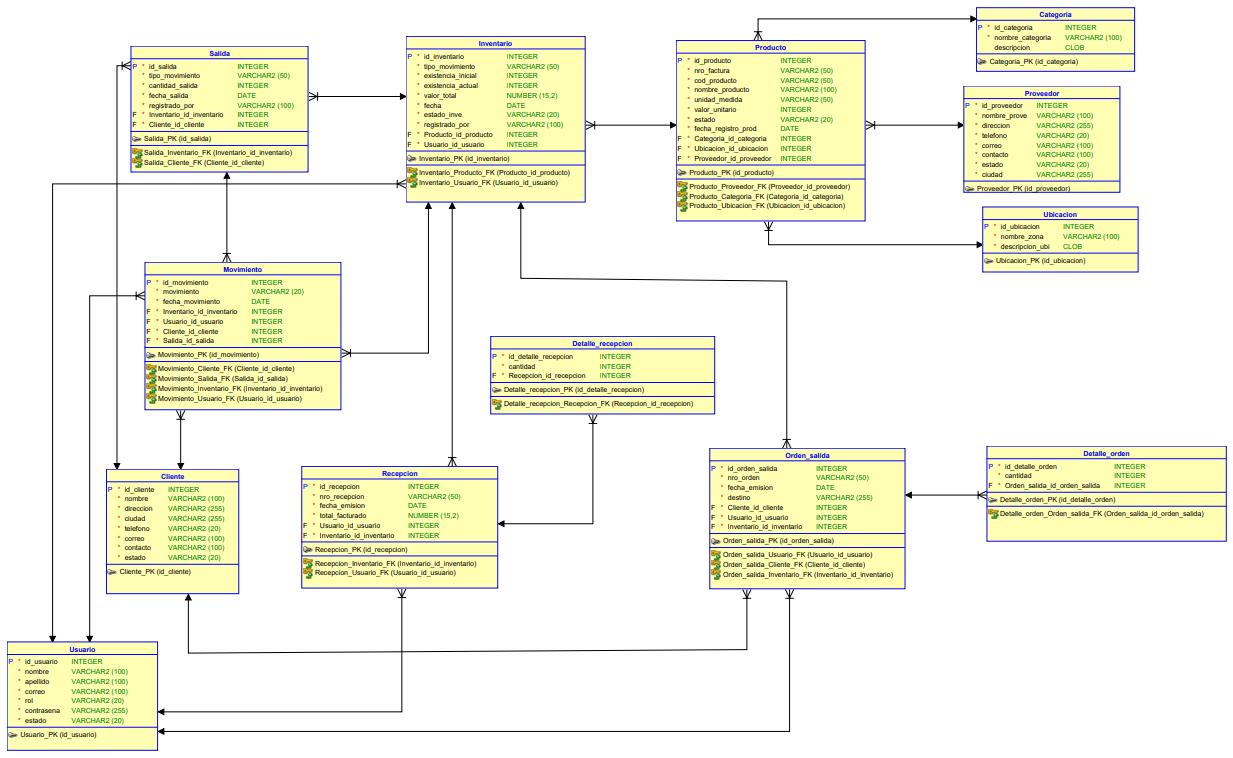 Categoria
P * id_categoria INTEGER
* nombre_categoria VARCHAR2 (100)
descripcion CLOB
Categoria_PK (id_categoria)
Salida
P * id_salida INTEGER
* tipo_movimiento VARCHAR2 (50)
* cantidad_salida INTEGER
* fecha_salida DATE
* registrado_por VARCHAR2 (100)
F * Inventario_id_inventario INTEGER
F * Cliente_id_cliente INTEGER
Salida_PK (id_salida)
Salida_Inventario_FK (Inventario_id_inventario)
Salida_Cliente_FK (Cliente_id_cliente)
Inventario
P * id_inventario INTEGER
* tipo_movimiento VARCHAR2 (50)
* existencia_inicial INTEGER
* existencia_actual INTEGER
* valor_total NUMBER (15,2)
* fecha DATE
* estado_inve VARCHAR2 (20)
* registrado_por VARCHAR2 (100)
F * Producto_id_producto INTEGER
F * Usuario_id_usuario INTEGER
Inventario_PK (id_inventario)
Inventario_Producto_FK (Producto_id_producto)
Inventario_Usuario_FK (Usuario_id_usuario)
Producto
P * id_producto INTEGER
* nro_factura VARCHAR2 (50)
* cod_producto VARCHAR2 (50)
* nombre_producto VARCHAR2 (100)
* unidad_medida VARCHAR2 (50)
* valor_unitario INTEGER
* estado VARCHAR2 (20)
* fecha_registro_prod DATE
F * Categoria_id_categoria INTEGER
F * Ubicacion_id_ubicacion INTEGER
F * Proveedor_id_proveedor INTEGER
Producto_PK (id_producto)
Producto_Proveedor_FK (Proveedor_id_proveedor)
Producto_Categoria_FK (Categoria_id_categoria)
Producto_Ubicacion_FK (Ubicacion_id_ubicacion)
Proveedor
P * id_proveedor INTEGER
* nombre_prove VARCHAR2 (100)
* direccion VARCHAR2 (255)
* telefono VARCHAR2 (20)
* correo VARCHAR2 (100)
* contacto VARCHAR2 (100)
* estado VARCHAR2 (20)
* ciudad VARCHAR2 (255)
Proveedor_PK (id_proveedor)
Ubicacion
P * id_ubicacion INTEGER
* nombre_zona VARCHAR2 (100)
* descripcion_ubi CLOB
Ubicacion_PK (id_ubicacion)
Movimiento
P * id_movimiento INTEGER
* movimiento VARCHAR2 (20)
* fecha_movimiento DATE
F * Inventario_id_inventario INTEGER
F * Usuario_id_usuario INTEGER
F * Cliente_id_cliente INTEGER
F * Salida_id_salida INTEGER
Movimiento_PK (id_movimiento)
Movimiento_Cliente_FK (Cliente_id_cliente)
Movimiento_Salida_FK (Salida_id_salida)
Movimiento_Inventario_FK (Inventario_id_inventario)
Movimiento_Usuario_FK (Usuario_id_usuario)
Detalle_recepcion
P * id_detalle_recepcion INTEGER
* cantidad INTEGER
F * Recepcion_id_recepcion INTEGER
Detalle_recepcion_PK (id_detalle_recepcion)
Detalle_recepcion_Recepcion_FK (Recepcion_id_recepcion)
Cliente
P * id_cliente INTEGER
* nombre VARCHAR2 (100)
* direccion VARCHAR2 (255)
* ciudad VARCHAR2 (255)
* telefono VARCHAR2 (20)
* correo VARCHAR2 (100)
* contacto VARCHAR2 (100)
* estado VARCHAR2 (20)
Cliente_PK (id_cliente)
Recepcion
P * id_recepcion INTEGER
* nro_recepcion VARCHAR2 (50)
* fecha_emision DATE
* total_facturado NUMBER (15,2)
F * Usuario_id_usuario INTEGER
F * Inventario_id_inventario INTEGER
Recepcion_PK (id_recepcion)
Recepcion_Inventario_FK (Inventario_id_inventario)
Recepcion_Usuario_FK (Usuario_id_usuario)
Orden_salida
P * id_orden_salida INTEGER
* nro_orden VARCHAR2 (50)
* fecha_emision DATE
* destino VARCHAR2 (255)
F * Cliente_id_cliente INTEGER
F * Usuario_id_usuario INTEGER
F * Inventario_id_inventario INTEGER
Orden_salida_PK (id_orden_salida)
Orden_salida_Usuario_FK (Usuario_id_usuario)
Orden_salida_Cliente_FK (Cliente_id_cliente)
Orden_salida_Inventario_FK (Inventario_id_inventario)
Detalle_orden
P * id_detalle_orden INTEGER
* cantidad INTEGER
F * Orden_salida_id_orden_salida INTEGER
Detalle_orden_PK (id_detalle_orden)
Detalle_orden_Orden_salida_FK (Orden_salida_id_orden_salida)
Usuario
P * id_usuario INTEGER
* nombre VARCHAR2 (100)
* apellido VARCHAR2 (100)
* correo VARCHAR2 (100)
* rol VARCHAR2 (20)
* contrasena VARCHAR2 (255)
* estado VARCHAR2 (20)
Usuario_PK (id_usuario)